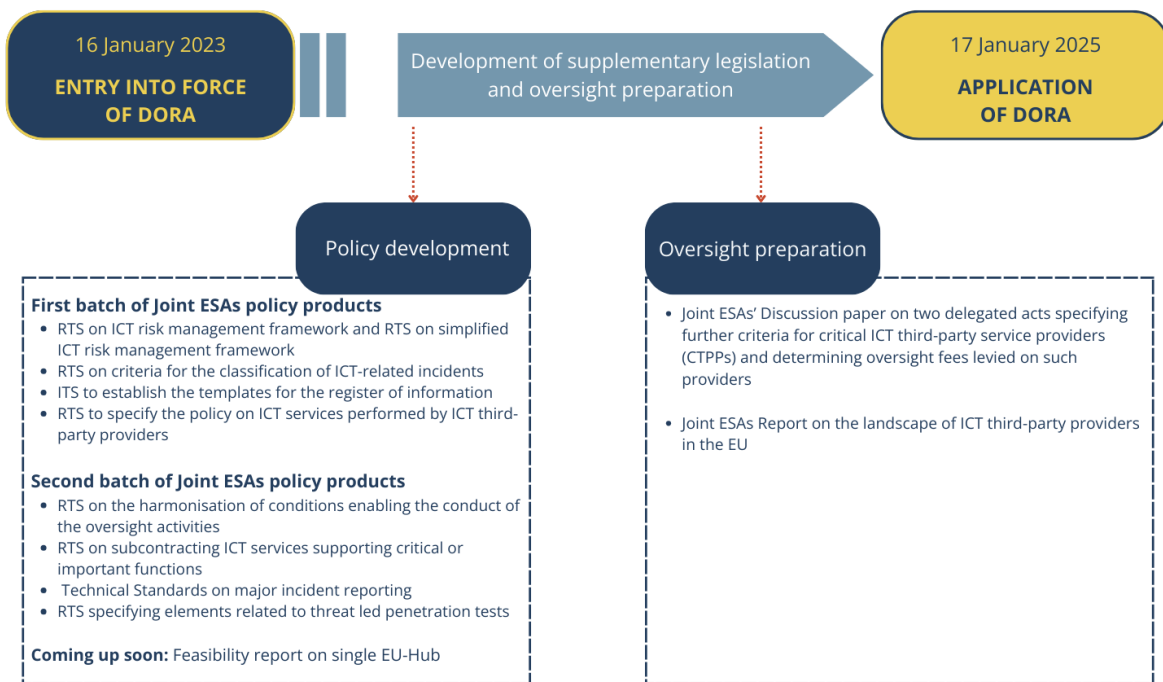 16 January 2023
ENTRY INTO FORCE
OF DORA
Development of supplementary legislation
and oversight preparation
17 January 2025
APPLICATION
OF DORA
Policy development
First batch of Joint ESAs policy products
• RTS on ICT risk management framework and RTS on simplified
ICT risk management framework
• RTS on criteria for the classification of ICT-related incidents
• ITS to establish the templates for the register of information
• RTS to specify the policy on ICT services performed by ICT third-
party providers
Second batch of Joint ESAs policy products
• RTS on the harmonisation of conditions enabling the conduct of
the oversight activities
• RTS on subcontracting ICT services supporting critical or
important functions
• Technical Standards on major incident reporting
• RTS specifying elements related to threat led penetration tests
Coming up soon: Feasibility report on single EU-Hub
Oversight preparation
• Joint ESAs’ Discussion paper on two delegated acts specifying
further criteria for critical ICT third-party service providers
(CTPPs) and determining oversight fees levied on such
providers
• Joint ESAs Report on the landscape of ICT third-party providers
in the EU